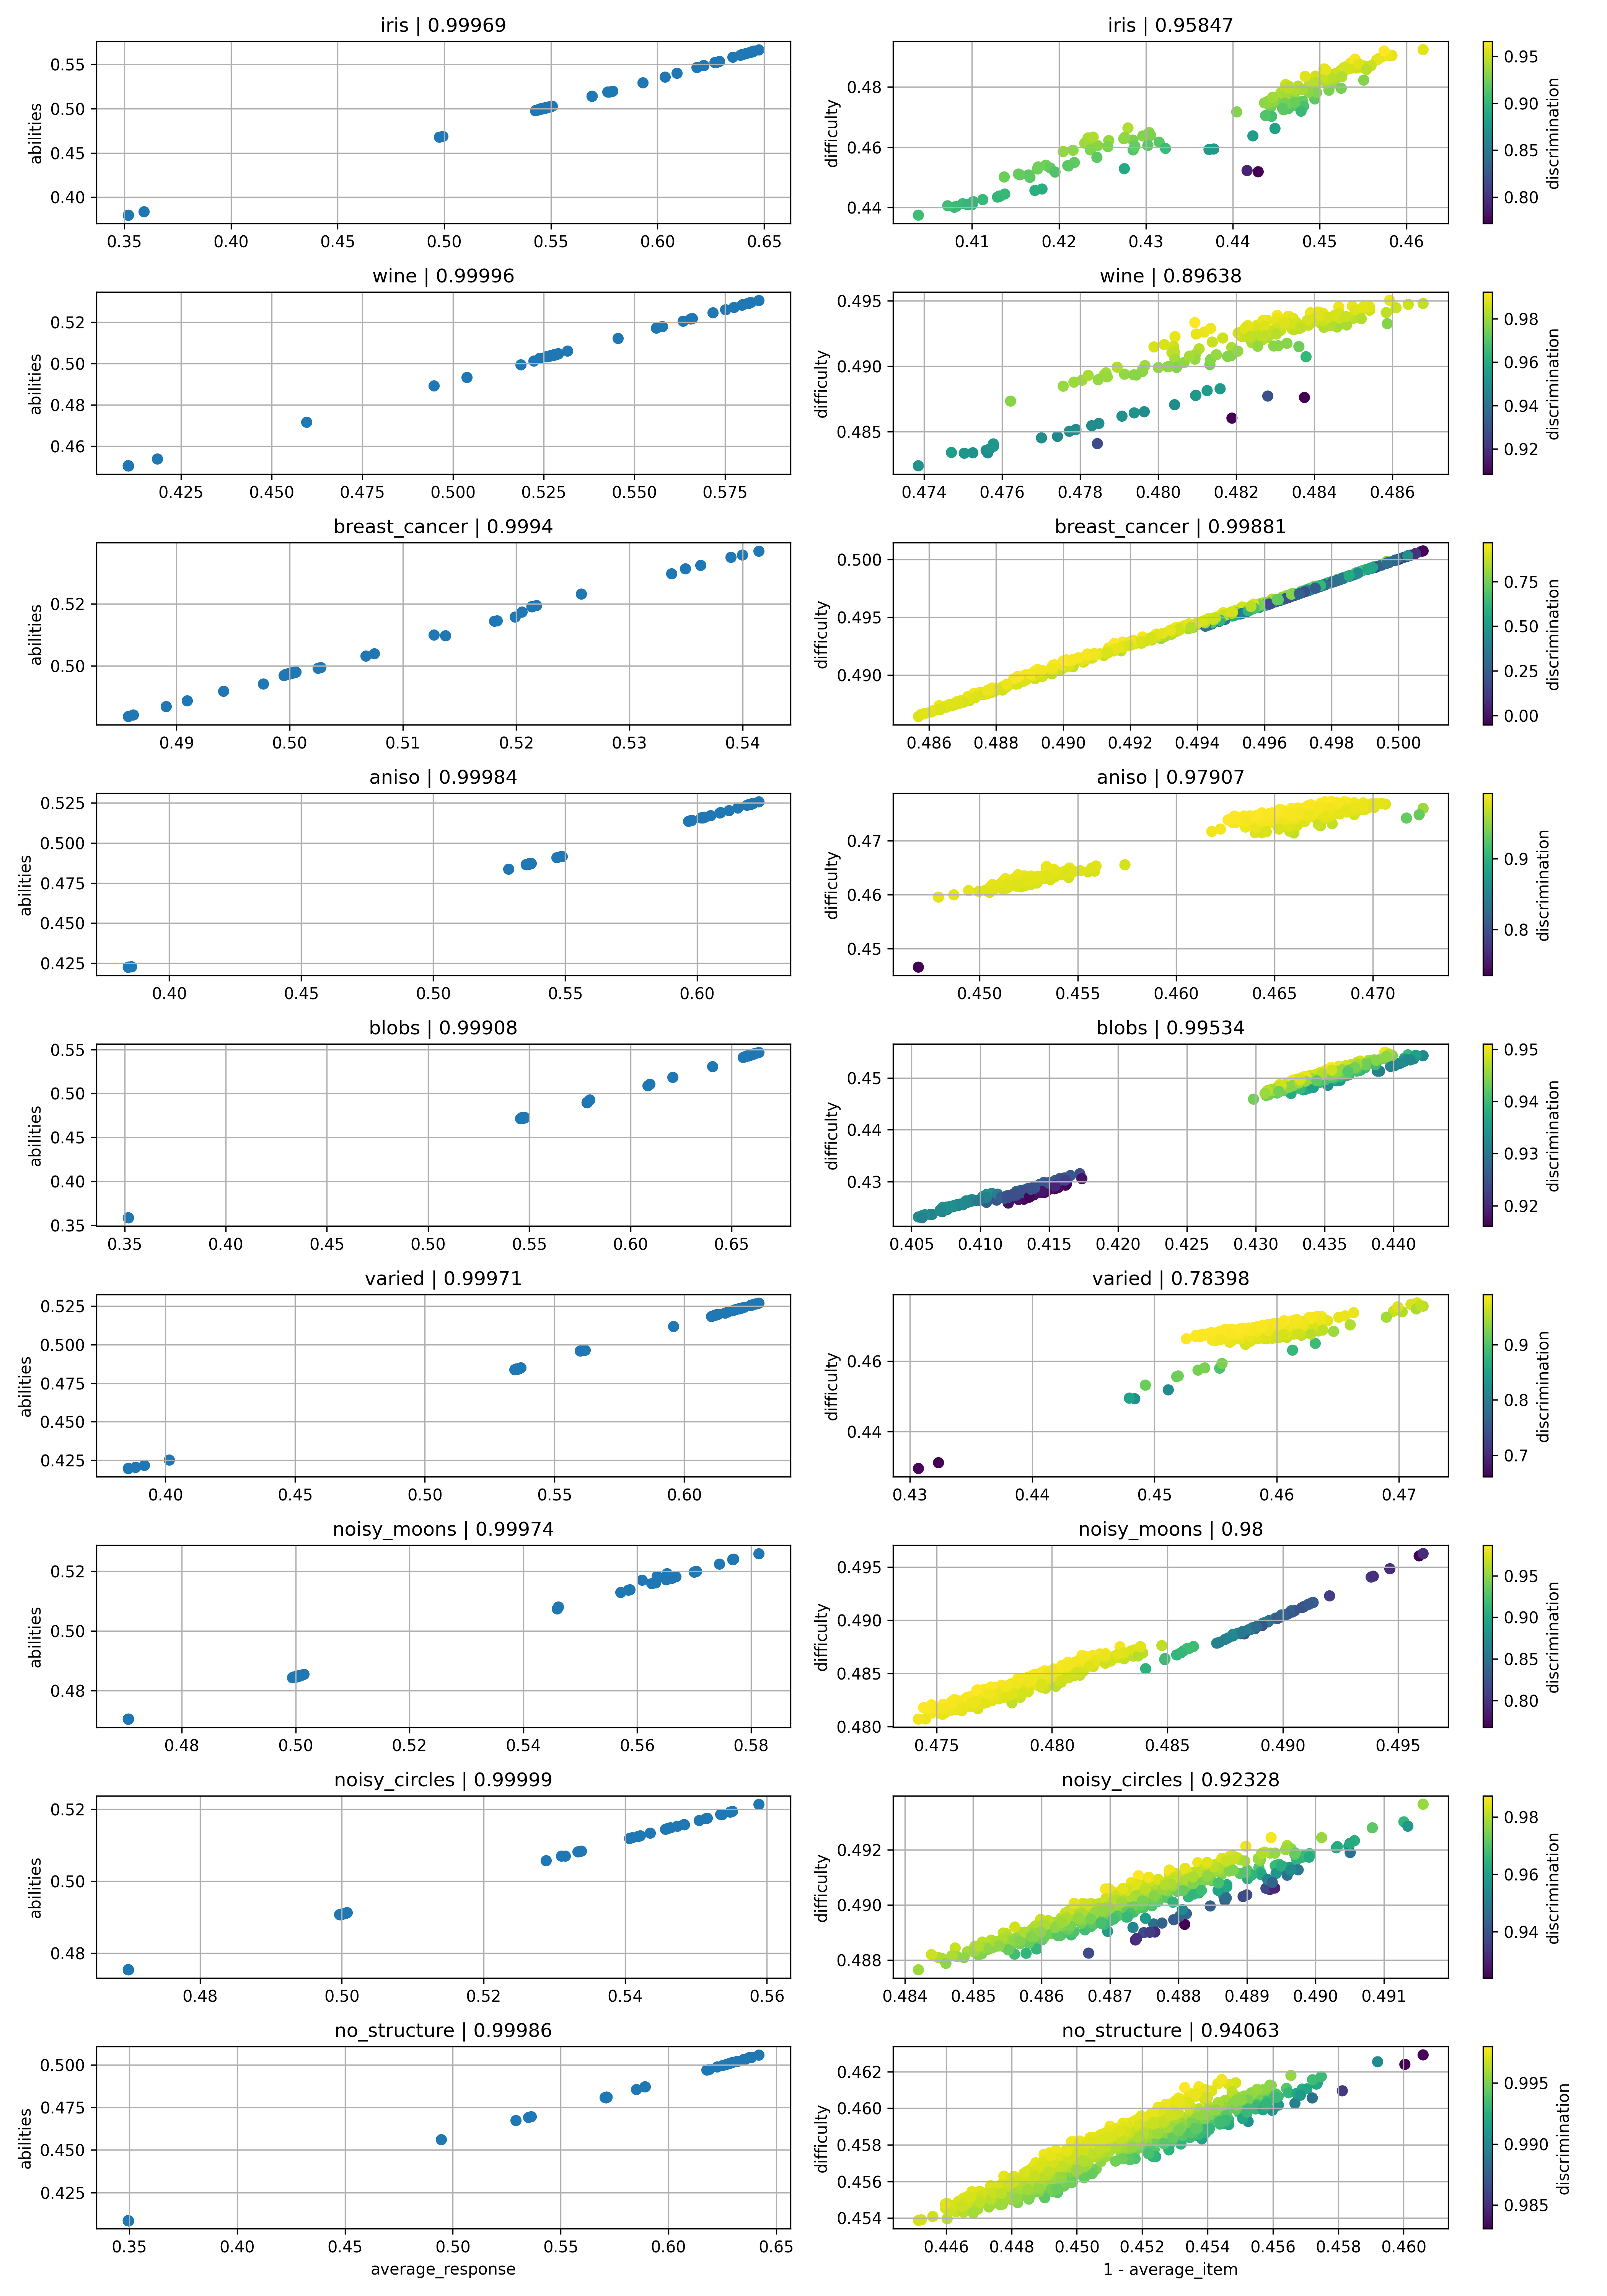 iris | 0.99969
abilities
0.55
0.50
0.45
0.40
0.35 0.40 0.45 0.50 0.55 0.60 0.65
iris | 0.95847
difficulty
0.48
0.46
0.44
0.41 0.42 0.43 0.44 0.45 0.46
0.95
0.90
0.85
0.80
discrimination
wine | 0.99996
abilities
0.52
0.50
0.48
0.46
0.425 0.450 0.475 0.500 0.525 0.550 0.575
wine | 0.89638
difficulty
0.495
0.490
0.485
0.474 0.476 0.478 0.480 0.482 0.484 0.486
0.98
0.96
0.94
0.92
discrimination
breast_cancer | 0.9994
abilities
0.52
0.50
0.49 0.50 0.51 0.52 0.53 0.54
breast_cancer | 0.99881
difficulty
0.500
0.495
0.490
0.486 0.488 0.490 0.492 0.494 0.496 0.498 0.500
0.75
0.50
0.25
0.00
discrimination
aniso | 0.99984
abilities
0.525
0.500
0.475
0.450
0.425
0.40 0.45 0.50 0.55 0.60
aniso | 0.97907
difficulty
0.47
0.46
0.45
0.450 0.455 0.460 0.465 0.470
0.9
0.8
discrimination
blobs | 0.99908
abilities
0.55
0.50
0.45
0.40
0.35
0.35 0.40 0.45 0.50 0.55 0.60 0.65
blobs | 0.99534
difficulty
0.45
0.44
0.43
0.405 0.410 0.415 0.420 0.425 0.430 0.435 0.440
0.95
0.94
0.93
0.92
discrimination
varied | 0.99971
abilities
0.525
0.500
0.475
0.450
0.425
0.40 0.45 0.50 0.55 0.60
varied | 0.78398
difficulty
0.46
0.44
0.43 0.44 0.45 0.46 0.47
0.9
0.8
0.7
discrimination
noisy_moons | 0.99974
abilities
0.52
0.50
0.48
0.48 0.50 0.52 0.54 0.56 0.58
noisy_moons | 0.98
difficulty
0.495
0.490
0.485
0.480
0.475 0.480 0.485 0.490 0.495
0.95
0.90
0.85
0.80
discrimination
noisy_circles | 0.99999
abilities
0.52
0.50
0.48
0.48 0.50 0.52 0.54 0.56
noisy_circles | 0.92328
difficulty
0.492
0.490
0.488
0.484 0.485 0.486 0.487 0.488 0.489 0.490 0.491
0.98
0.96
0.94
discrimination
no_structure | 0.99986
abilities
0.500
0.475
0.450
0.425
0.35 0.40 0.45 0.50 0.55 0.60 0.65
average_response
no_structure | 0.94063
difficulty
0.462
0.460
0.458
0.456
0.454
0.446 0.448 0.450 0.452 0.454 0.456 0.458 0.460
1 - average_item
0.995
0.990
0.985
discrimination